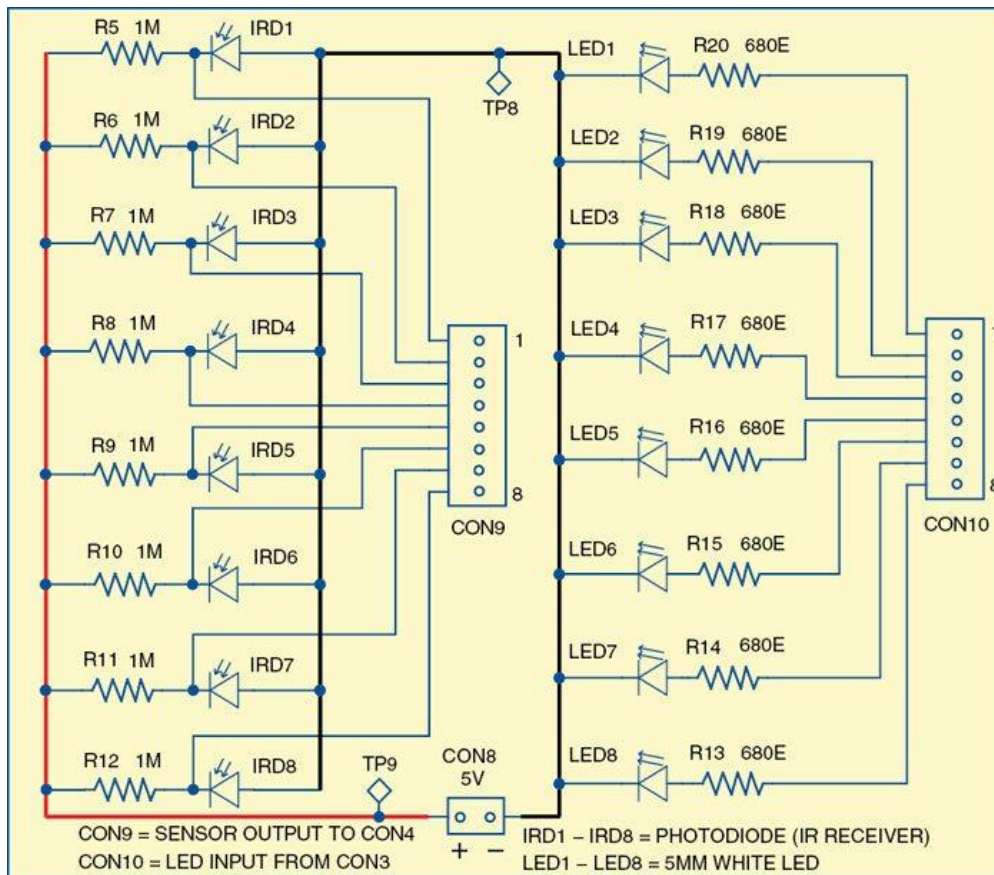 R5 1M IRD1
R6 1M IRD2
R7 1M IRD3
R8 1M IRD4
R9 1M IRD5
R10 1M IRD6
R11 1M IRD7
R12 1M IRD8
TP8
TP9
1
8
CON9
CON8
5V
+ −
LED1 R20 680E
LED2 R19 680E
LED3 R18 680E
LED4 R17 680E
LED5 R16 680E
LED6 R15 680E
LED7 R14 680E
LED8 R13 680E
8
CON10
CON9 = SENSOR OUTPUT TO CON4
CON10 = LED INPUT FROM CON3
IRD1 – IRD8 = PHOTODIODE (IR RECEIVER)
LED1 – LED8 = 5MM WHITE LED